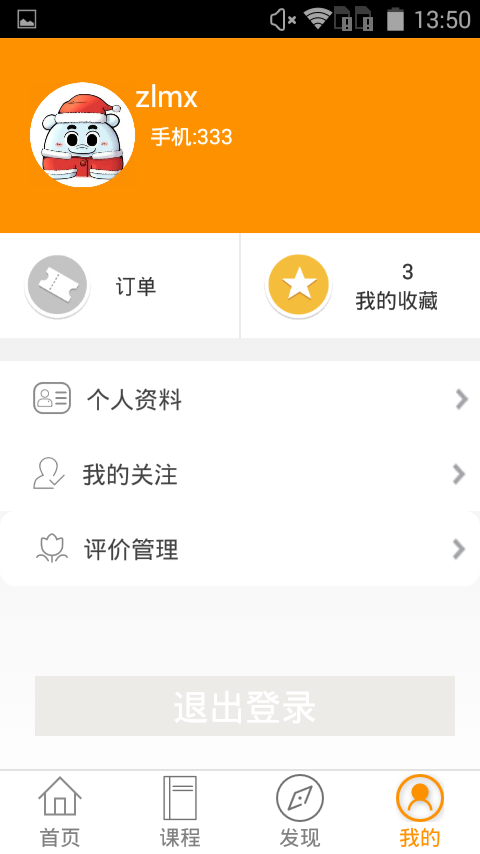 13:50
zlmx
手机:333
订单
3
我的收藏
个人资料
我的关注
评价管理
退出登录
首页
课程
发现
我的